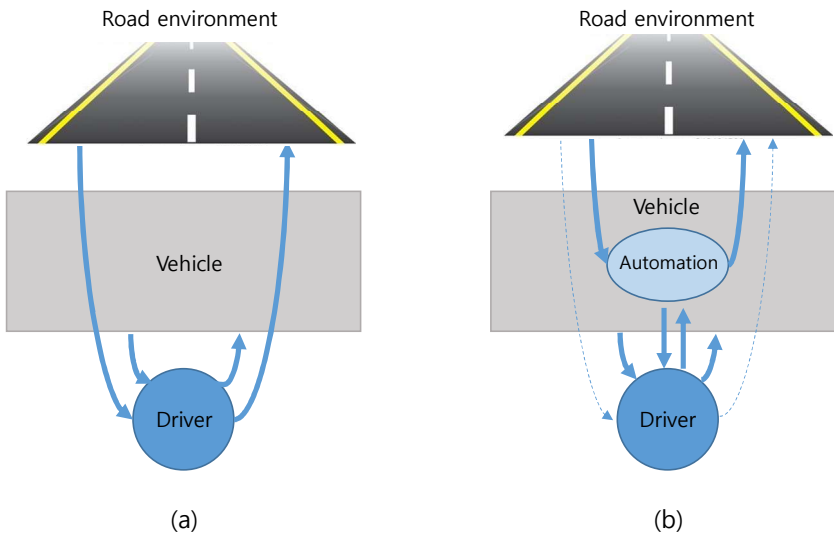 Road environment
Vehicle
Driver
(a)
Road environment
Vehicle
Automation
Driver
(b)